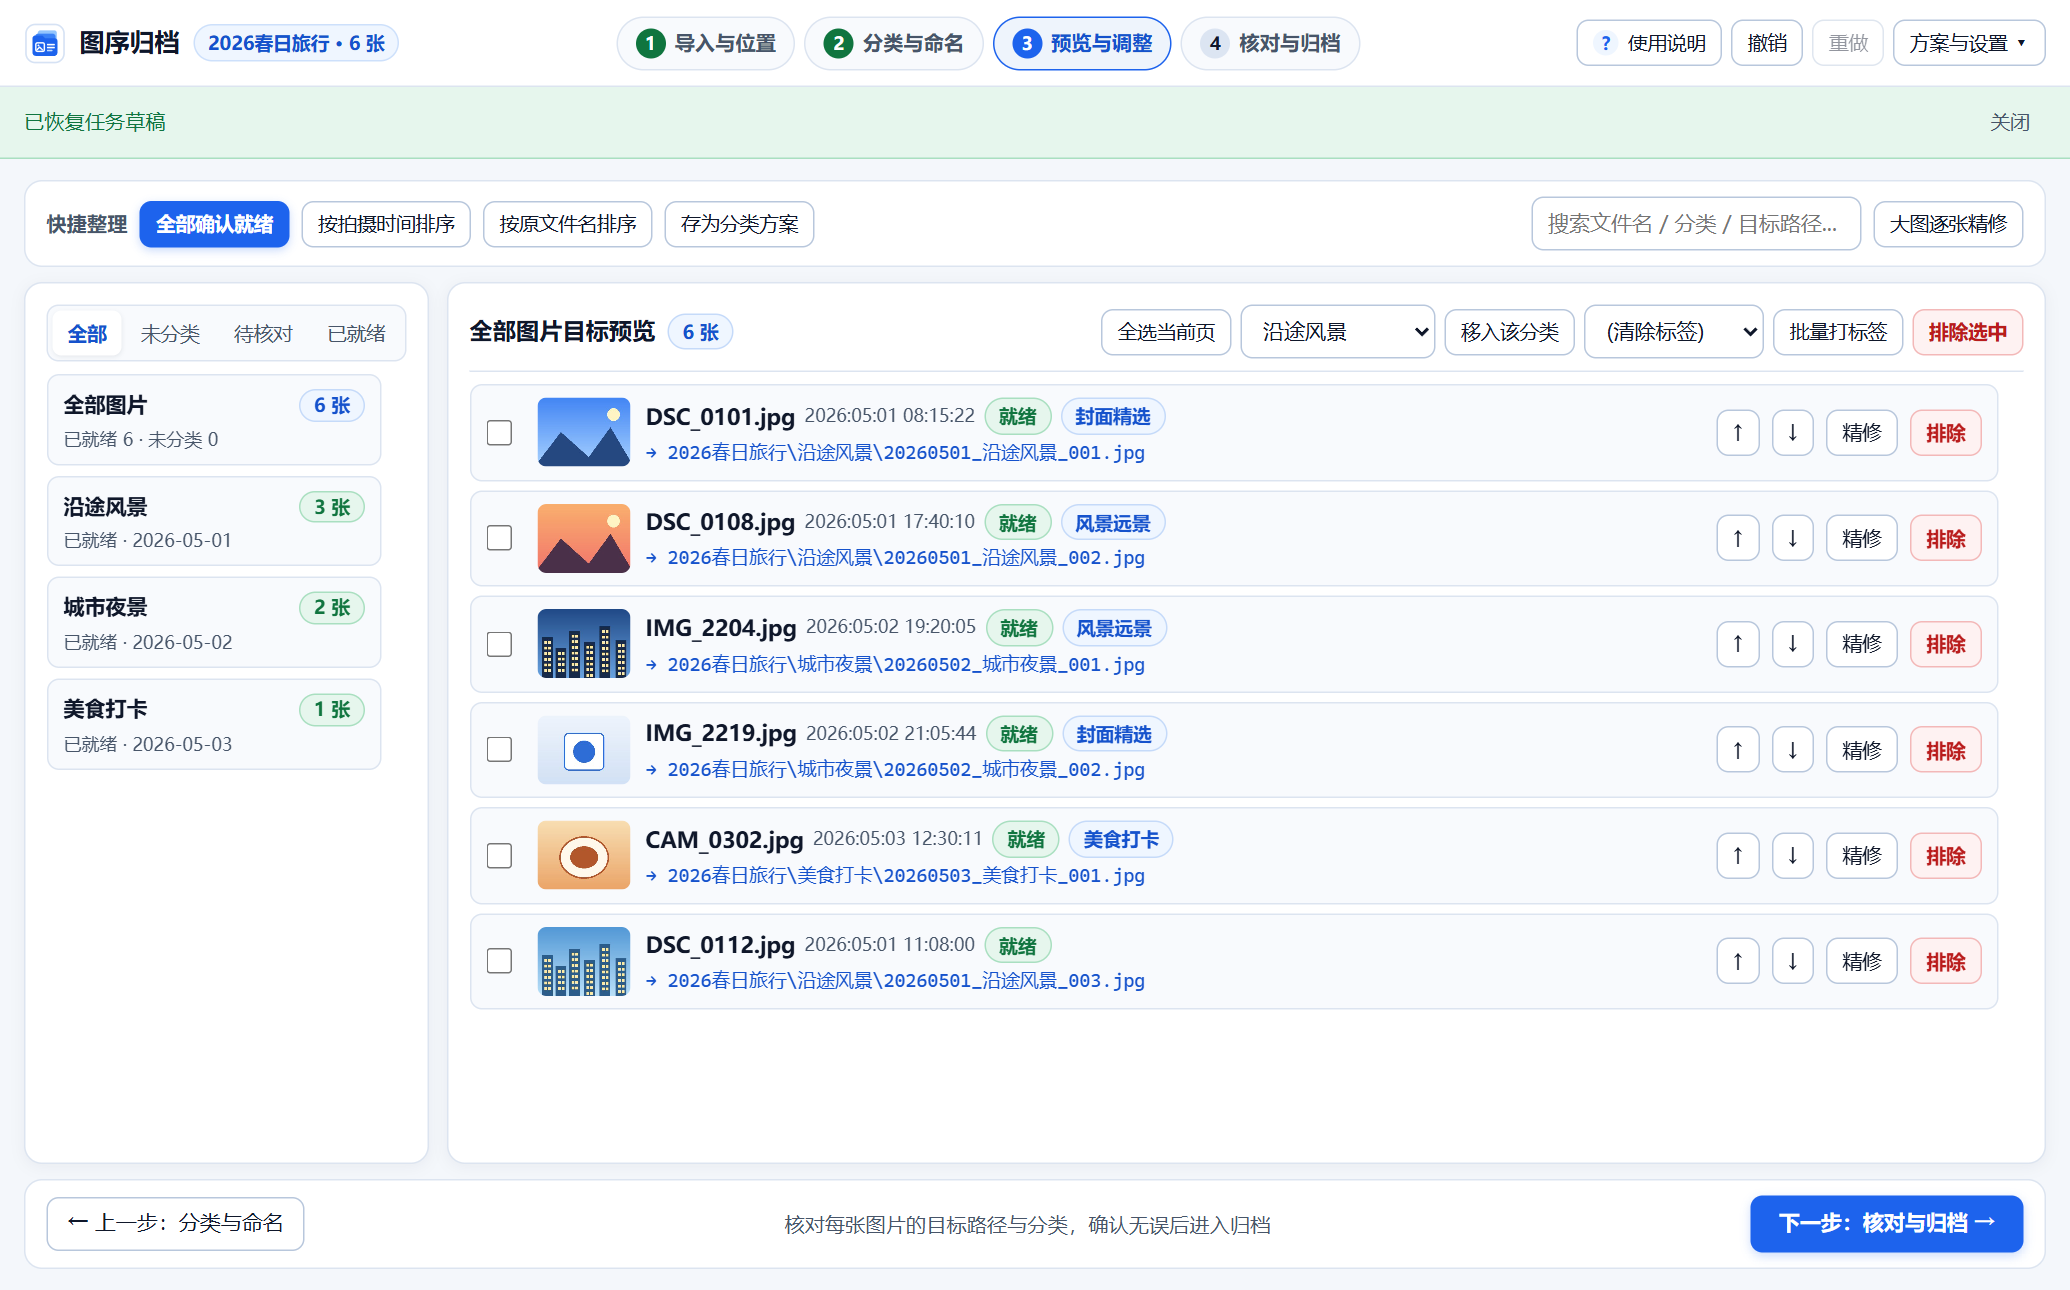 图序归档
2026春日旅行 • 6 张
1 导入与位置
2 分类与命名
3 预览与调整
4 核对与归档
? 使用说明
撤销
重做
方案与设置 ▾
已恢复任务草稿
关闭
快捷整理
全部确认就绪
按拍摄时间排序
按原文件名排序
存为分类方案
搜索文件名 / 分类 / 目标路径...
大图逐张精修
全部
未分类
待核对
已就绪
全部图片
6 张
已就绪 6 · 未分类 0
沿途风景
3 张
已就绪 · 2026-05-01
城市夜景
2 张
已就绪 · 2026-05-02
美食打卡
1 张
已就绪 · 2026-05-03
全部图片目标预览
6 张
全选当前页
沿途风景
移入该分类
(清除标签)
批量打标签
排除选中
DSC_0101.jpg 2026:05:01 08:15:22 就绪 封面精选
→ 2026春日旅行\沿途风景\20260501_沿途风景_001.jpg
↑ ↓ 精修 排除
DSC_0108.jpg 2026:05:01 17:40:10 就绪 风景远景
→ 2026春日旅行\沿途风景\20260501_沿途风景_002.jpg
↑ ↓ 精修 排除
IMG_2204.jpg 2026:05:02 19:20:05 就绪 风景远景
→ 2026春日旅行\城市夜景\20260502_城市夜景_001.jpg
↑ ↓ 精修 排除
IMG_2219.jpg 2026:05:02 21:05:44 就绪 封面精选
→ 2026春日旅行\城市夜景\20260502_城市夜景_002.jpg
↑ ↓ 精修 排除
CAM_0302.jpg 2026:05:03 12:30:11 就绪 美食打卡
→ 2026春日旅行\美食打卡\20260503_美食打卡_001.jpg
↑ ↓ 精修 排除
DSC_0112.jpg 2026:05:01 11:08:00 就绪
→ 2026春日旅行\沿途风景\20260501_沿途风景_003.jpg
↑ ↓ 精修 排除
← 上一步：分类与命名
核对每张图片的目标路径与分类，确认无误后进入归档
下一步：核对与归档 →